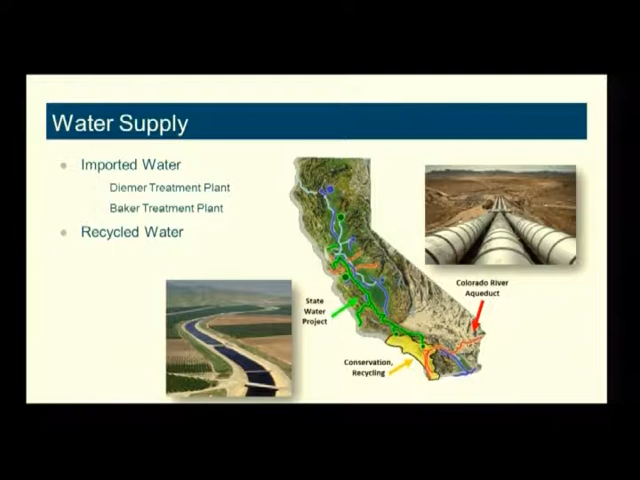 Water Supply
Imported Water
Diemer Treatment Plant
Baker Treatment Plant
Recycled Water
Colorado River
Aqueduct
State
Water
Project
Conservation,
Recycling